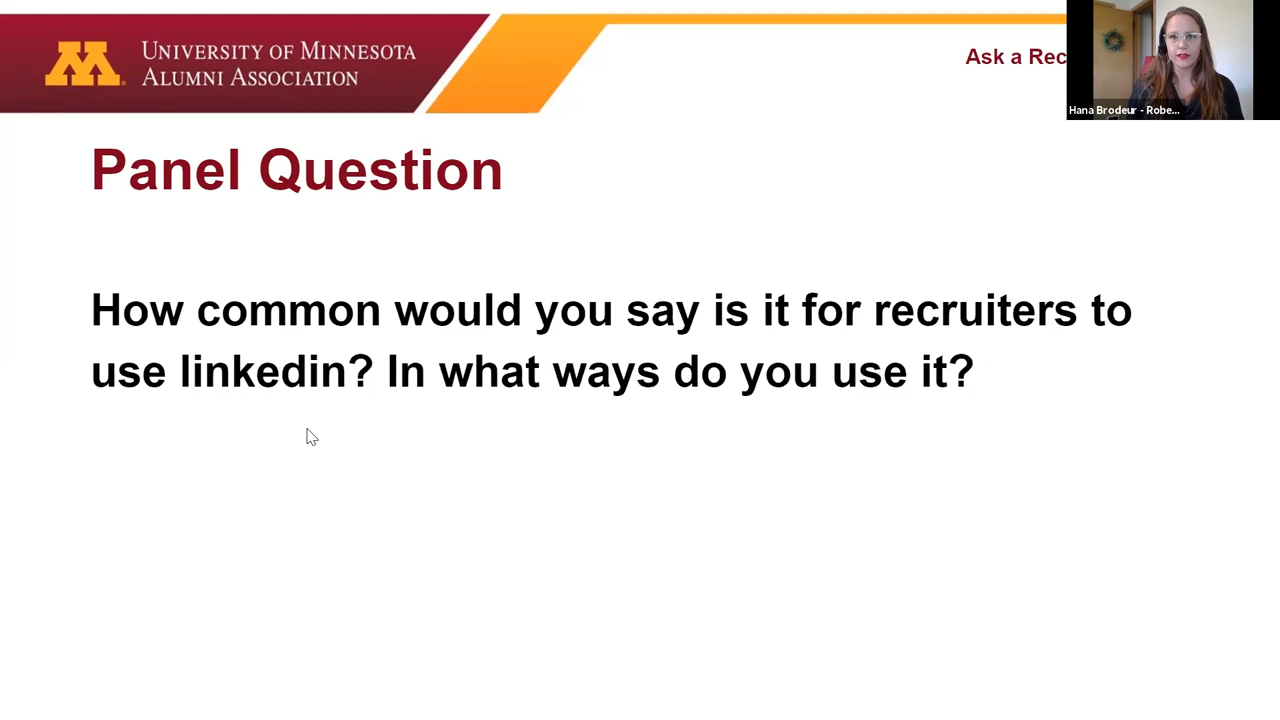 UNIVERSITY OF MINNESOTA
ALUMNI ASSOCIATION
Ask a Rec
Hana Brodeur - Robe...
Panel Question
How common would you say is it for recruiters to
use linkedin? In what ways do you use it?